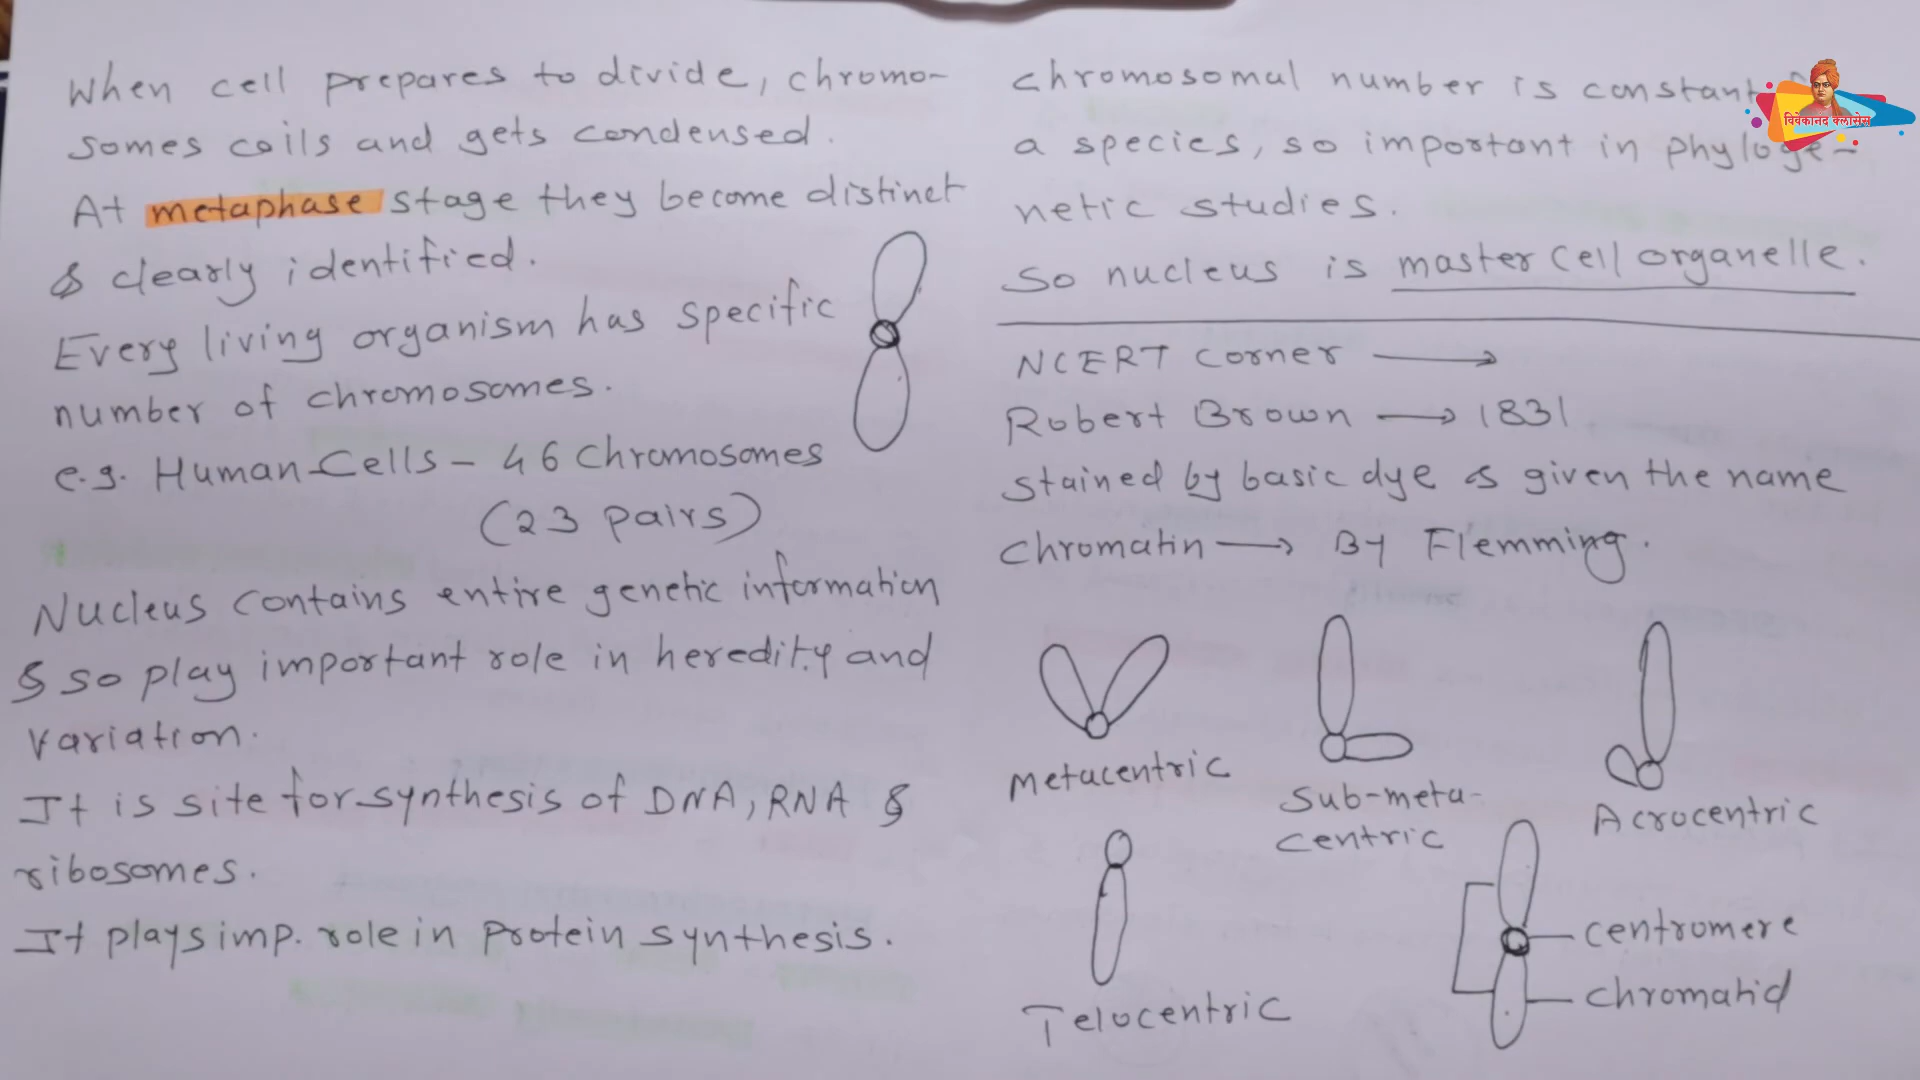 When cell prepares to divide, chromo-
somes coils and gets condensed.
At metaphase stage they become distinct
& clearly identified.
Every living organism has specific
number of chromosomes.
e.g. Human Cells - 46 Chromosomes
(23 pairs)
Nucleus contains entire genetic information
& so play important role in heredity and
variation.
It is site for synthesis of DNA, RNA &
ribosomes.
It plays imp. role in Protein synthesis.
chromosomal number is constant
a species, so important in phyloge-
netic studies.
So nucleus is master cell organelle.
NCERT Corner →
Robert Brown → 1831
stained by basic dye & given the name
chromatin → By Flemming.
Metacentric
Sub-meta-
centric
Acrocentric
Telocentric
centromere
chromatid
विवेकानंद क्लासेस